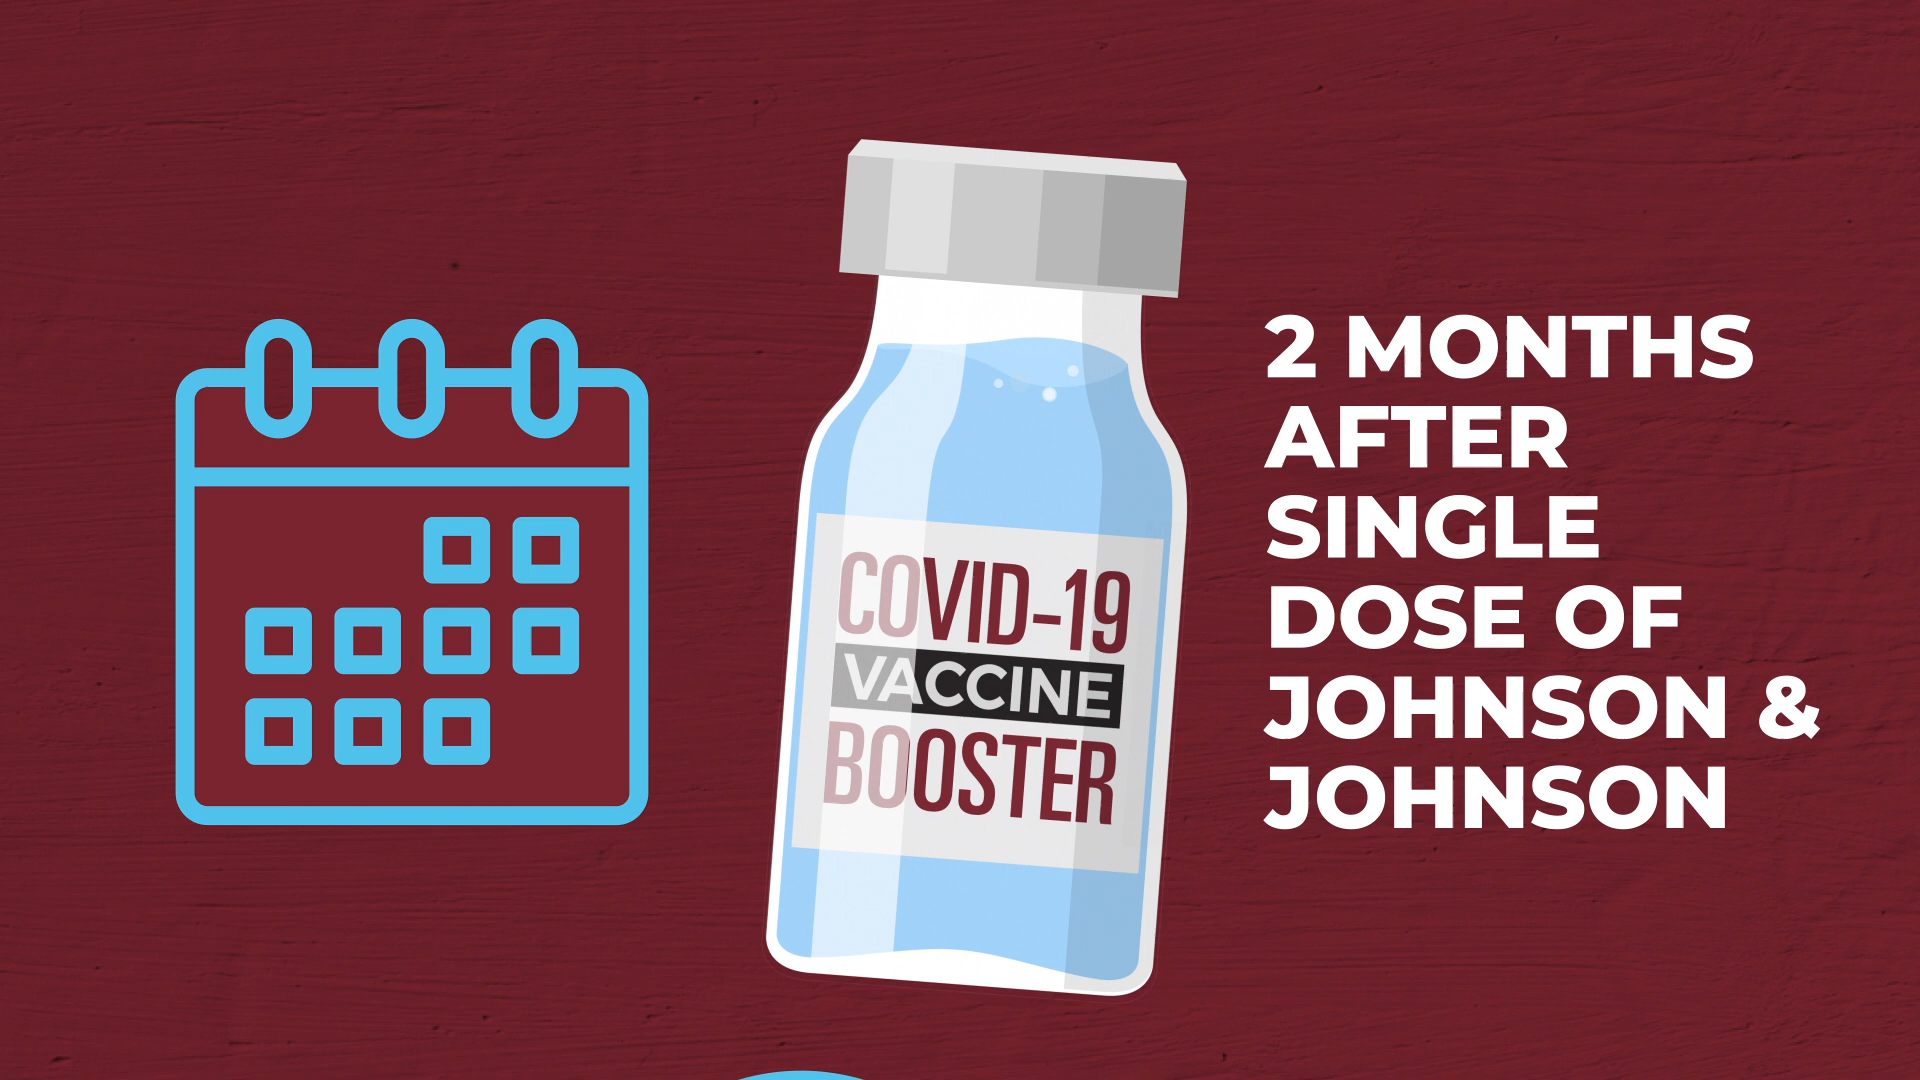 COVID-19
VACCINE
BOOSTER
2 MONTHS
AFTER
SINGLE
DOSE OF
JOHNSON &
JOHNSON